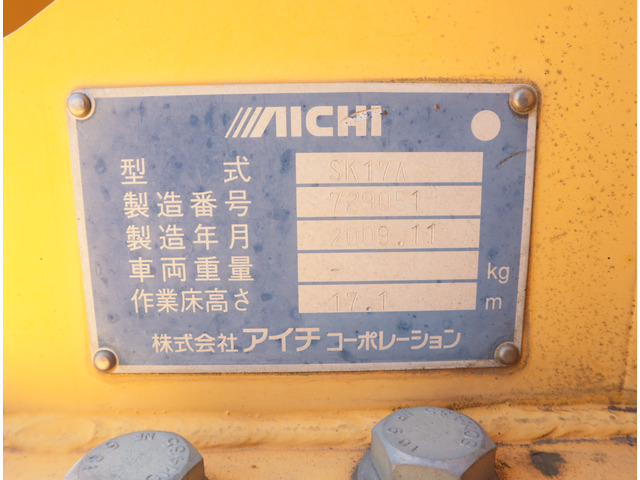 AICHI
型式 SK17A
製造番号 729051
製造年月 2009.11
車両重量 kg
作業床高さ 17.1 m
株式会社 アイチ コーポレーション